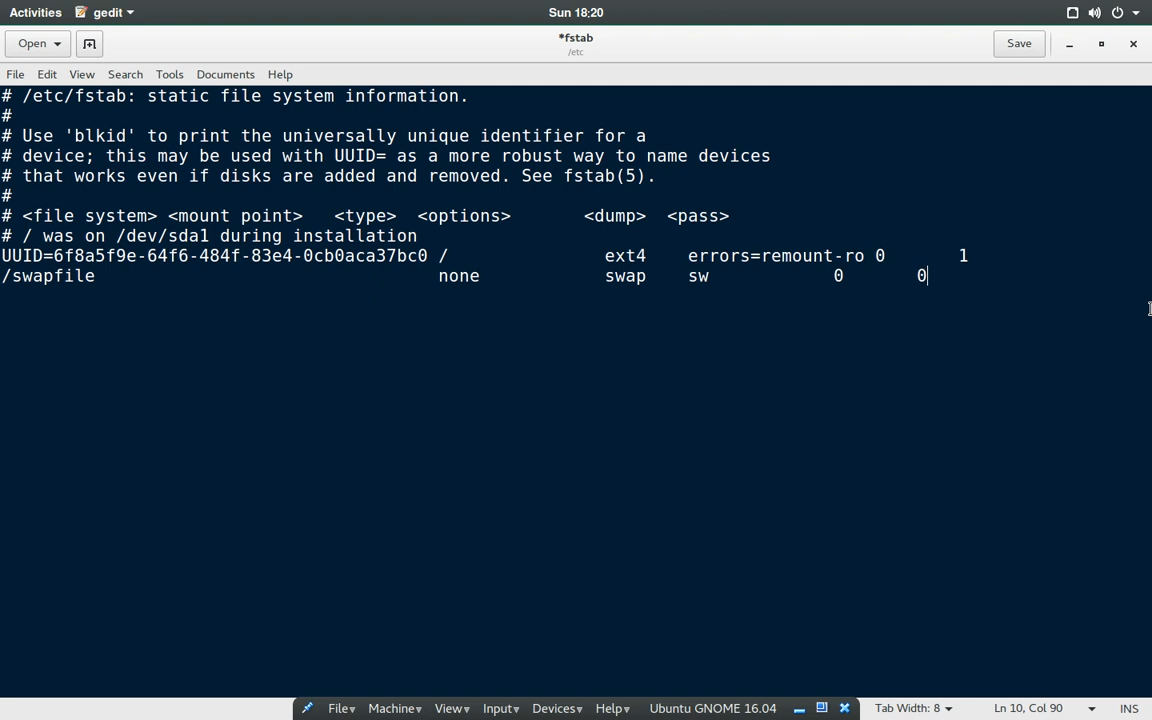 Activities gedit Sun 18:20
Open *fstab Save
/etc
File Edit View Search Tools Documents Help
# /etc/fstab: static file system information.
#
# Use 'blkid' to print the universally unique identifier for a
# device; this may be used with UUID= as a more robust way to name devices
# that works even if disks are added and removed. See fstab(5).
#
# <file system> <mount point>   <type>  <options>       <dump>  <pass>
# / was on /dev/sda1 during installation
UUID=6f8a5f9e-64f6-484f-83e4-0cb0aca37bc0 /               ext4    errors=remount-ro 0       1
/swapfile                                 none            swap    sw            0       0
File Machine View Input Devices Help Ubuntu GNOME 16.04 Tab Width: 8 Ln 10, Col 90 INS